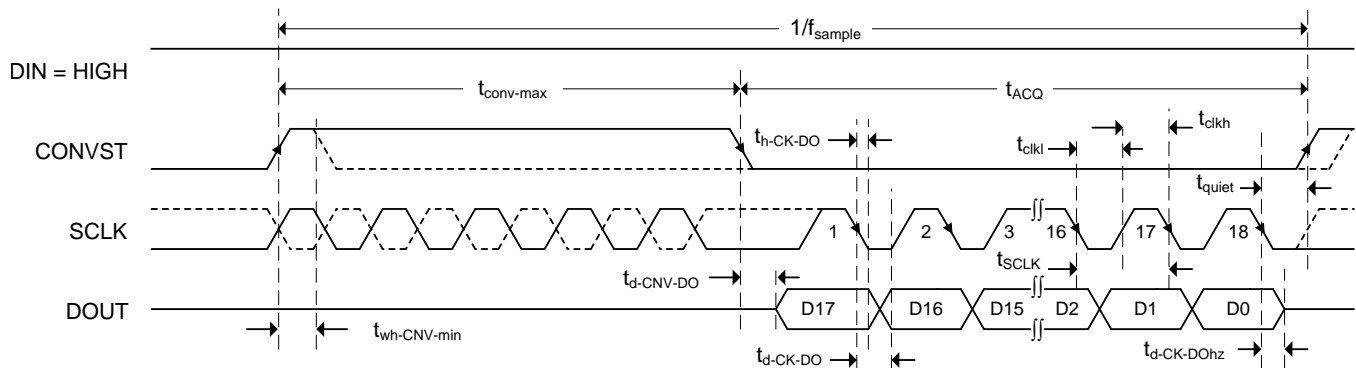 1/fsample
DIN = HIGH
tconv-max
tACQ
CONVST
th-CK-DO
tclkl
tclkh
tquiet
SCLK
1 2 3 16 17 18
tSCLK
td-CNV-DO
DOUT
D17 D16 D15 D2 D1 D0
twh-CNV-min
td-CK-DO
td-CK-DOhz